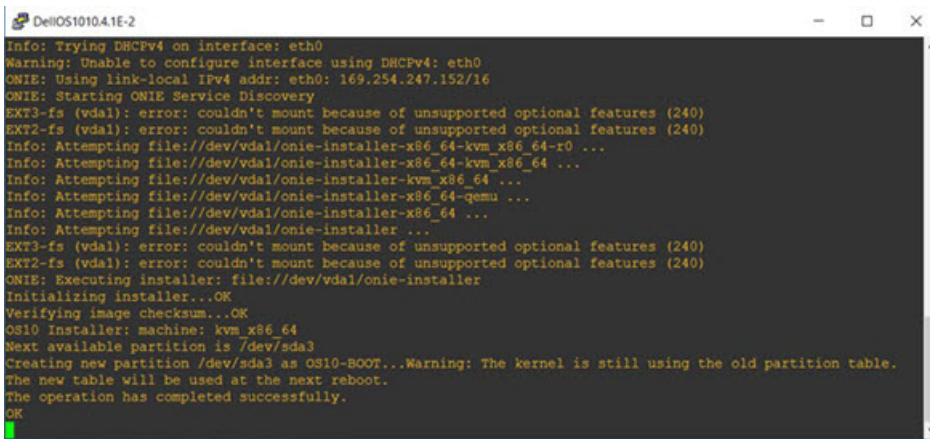 DellOS1010.4.1E-2
Info: Trying DHCPv4 on interface: eth0
Warning: Unable to configure interface using DHCPv4: eth0
ONIE: Using link-local IPv4 addr: eth0: 169.254.247.152/16
ONIE: Starting ONIE Service Discovery
EXT3-fs (vda1): error: couldn't mount because of unsupported optional features (240)
EXT2-fs (vda1): error: couldn't mount because of unsupported optional features (240)
Info: Attempting file://dev/vda1/onie-installer-x86_64-kvm_x86_64-r0 ...
Info: Attempting file://dev/vda1/onie-installer-x86_64-kvm_x86_64 ...
Info: Attempting file://dev/vda1/onie-installer-kvm_x86_64 ...
Info: Attempting file://dev/vda1/onie-installer-x86_64-qemu ...
Info: Attempting file://dev/vda1/onie-installer-x86_64 ...
Info: Attempting file://dev/vda1/onie-installer ...
EXT3-fs (vda1): error: couldn't mount because of unsupported optional features (240)
EXT2-fs (vda1): error: couldn't mount because of unsupported optional features (240)
ONIE: Executing installer: file://dev/vda1/onie-installer
Initializing installer...OK
Verifying image checksum...OK
OS10 Installer: machine: kvm_x86_64
Next available partition is /dev/sda3
Creating new partition /dev/sda3 as OS10-BOOT...Warning: The kernel is still using the old partition table.
The new table will be used at the next reboot.
The operation has completed successfully.
OK